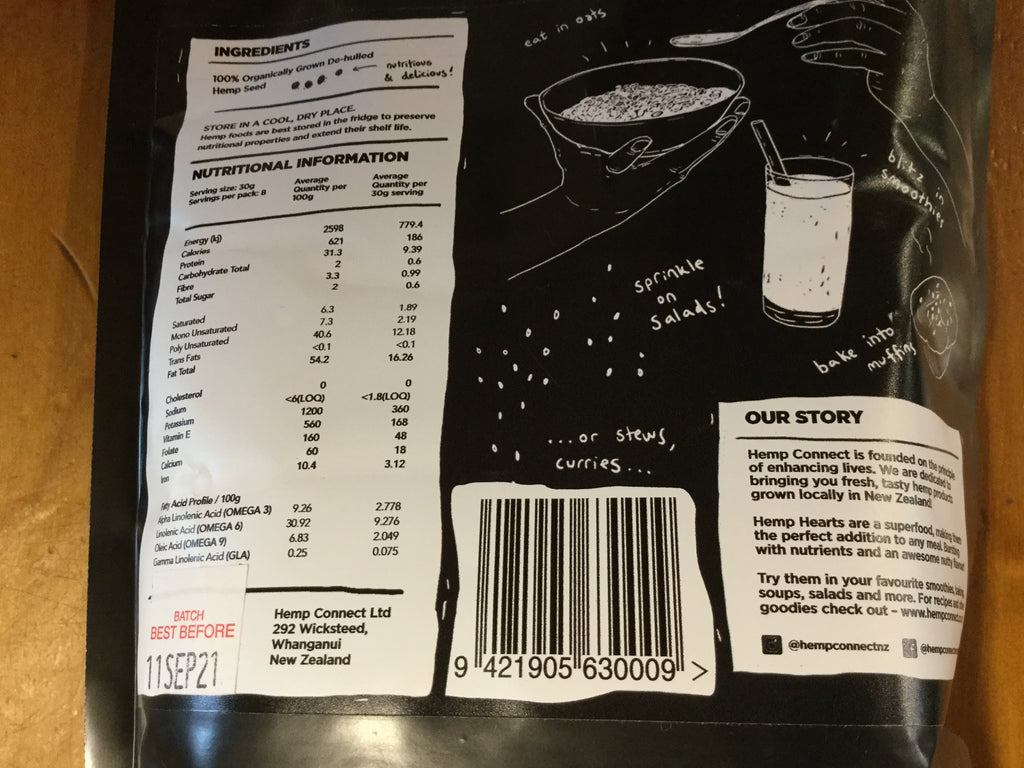 INGREDIENTS
100% Organically Grown De-hulled
Hemp Seed
nutritious
& delicious!
STORE IN A COOL, DRY PLACE.
Hemp foods are best stored in the fridge to preserve
nutritional properties and extend their shelf life.
NUTRITIONAL INFORMATION
Serving size: 30g
Servings per pack: 8
Average
Quantity per
100g
Average
Quantity per
30g serving
Energy (kj) 2598 779.4
Calories 621 186
Protein 31.3 9.39
Carbohydrate Total 2 0.6
Fibre 3.3 0.99
Total Sugar 2 0.6
Saturated 6.3 1.89
Mono Unsaturated 7.3 2.19
Poly Unsaturated 40.6 12.18
Trans Fats <0.1 <0.1
Fat Total 54.2 16.26
Cholesterol 0 0
Sodium <6(LOQ) <1.8(LOQ)
Potassium 1200 360
Vitamin E 560 168
Folate 160 48
Calcium 60 18
Iron 10.4 3.12
Fatty Acid Profile / 100g
Alpha Linolenic Acid (OMEGA 3) 9.26 2.778
Linolenic Acid (OMEGA 6) 30.92 9.276
Oleic Acid (OMEGA 9) 6.83 2.049
Gamma Linolenic Acid (GLA) 0.25 0.075
BATCH
BEST BEFORE
11SEP21
Hemp Connect Ltd
292 Wicksteed,
Whanganui
New Zealand
eat in oats
blitz in
smoothies
sprinkle
on
salads!
bake into
muffins
...or stews,
curries...
9 421905 630009 >
OUR STORY
Hemp Connect is founded on the principle
of enhancing lives. We are dedicated to
bringing you fresh, tasty hemp products
grown locally in New Zealand!
Hemp Hearts are a superfood, making them
the perfect addition to any meal. Bursting
with nutrients and an awesome nutty flavour!
Try them in your favourite smoothie,
soups, salads and more. For recipes and
goodies check out – www.hempconnect
@hempconnectnz
@hempconnect